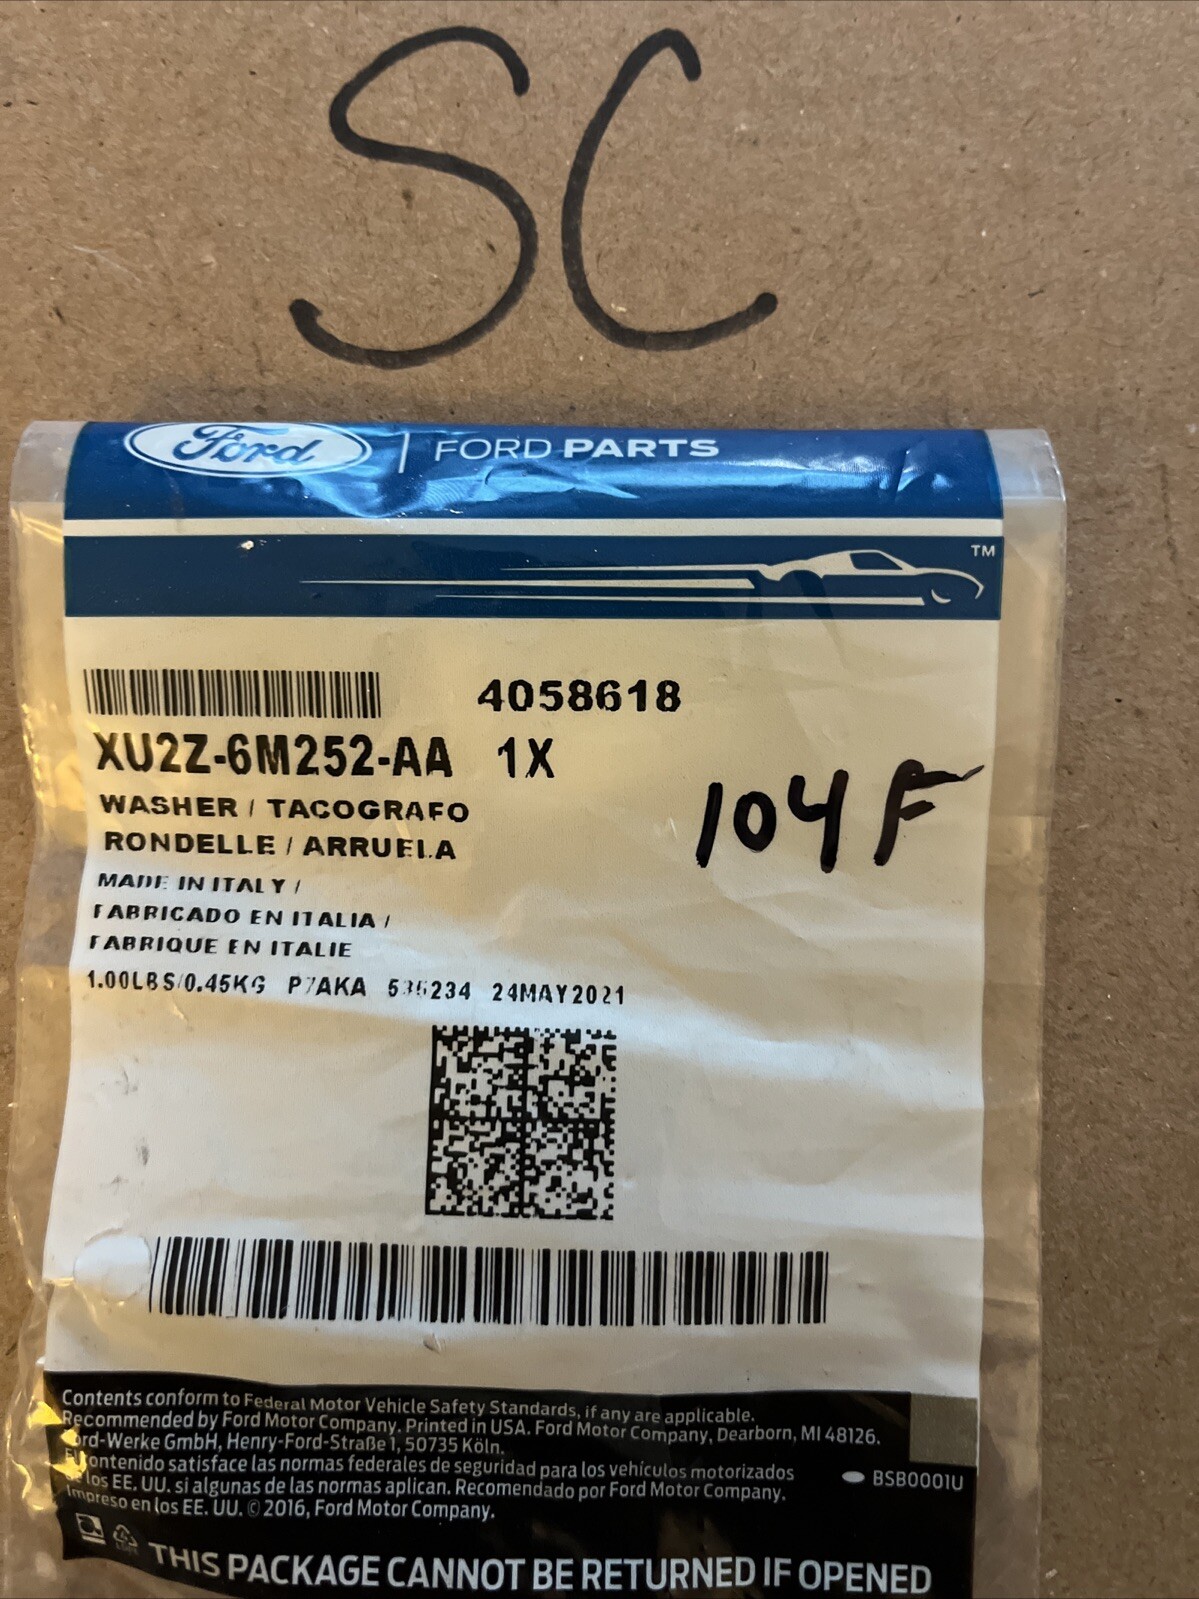 SC
Ford | FORD PARTS
TM
4058618
XU2Z-6M252-AA 1X
104F
WASHER / TACOGRAFO
RONDELLE / ARRUELA
MADE IN ITALY /
FABRICADO EN ITALIA /
FABRIQUE EN ITALIE
1.00LBS/0.45KG 24MAY2021
Contents conform to Federal Motor Vehicle Safety Standards, if any are applicable.
Recommended by Ford Motor Company. Printed in USA. Ford Motor Company, Dearborn, MI 48126.
Ford-Werke GmbH, Henry-Ford-Straße 1, 50735 Köln.
El contenido satisface las normas federales de seguridad para los vehículos motorizados
de los EE. UU. si algunas de las normas aplican. Recomendado por Ford Motor Company.
Impreso en los EE. UU. © 2016, Ford Motor Company.
BSB0001U
THIS PACKAGE CANNOT BE RETURNED IF OPENED